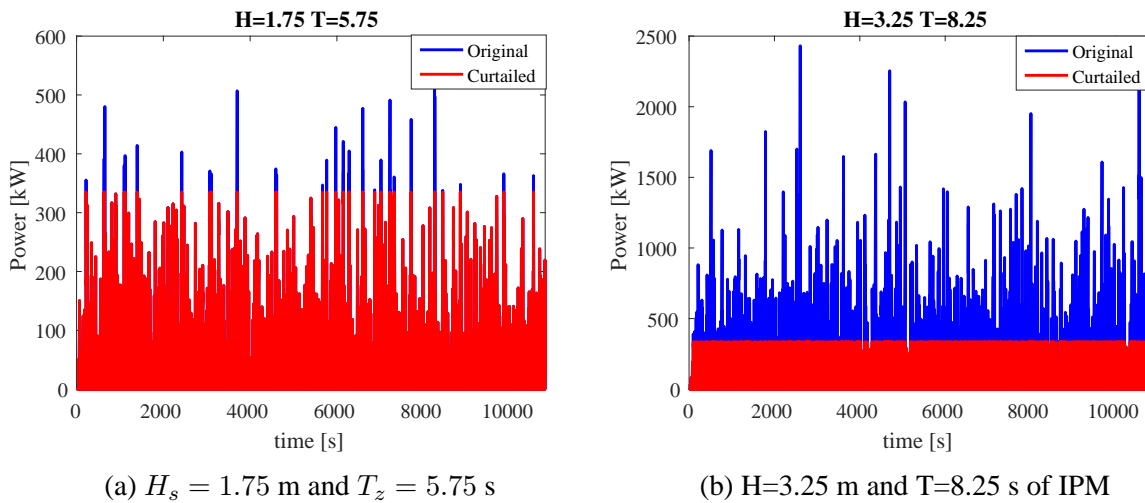 H=1.75 T=5.75
600
500
400
300
200
100
0
Power [kW]
Original
Curtailed
0
2000
4000
6000
8000
10000
time [s]
(a) H_s = 1.75 m and T_z = 5.75 s
H=3.25 T=8.25
2500
2000
1500
1000
500
0
Power [kW]
Original
Curtailed
0
2000
4000
6000
8000
10000
time [s]
(b) H=3.25 m and T=8.25 s of IPM